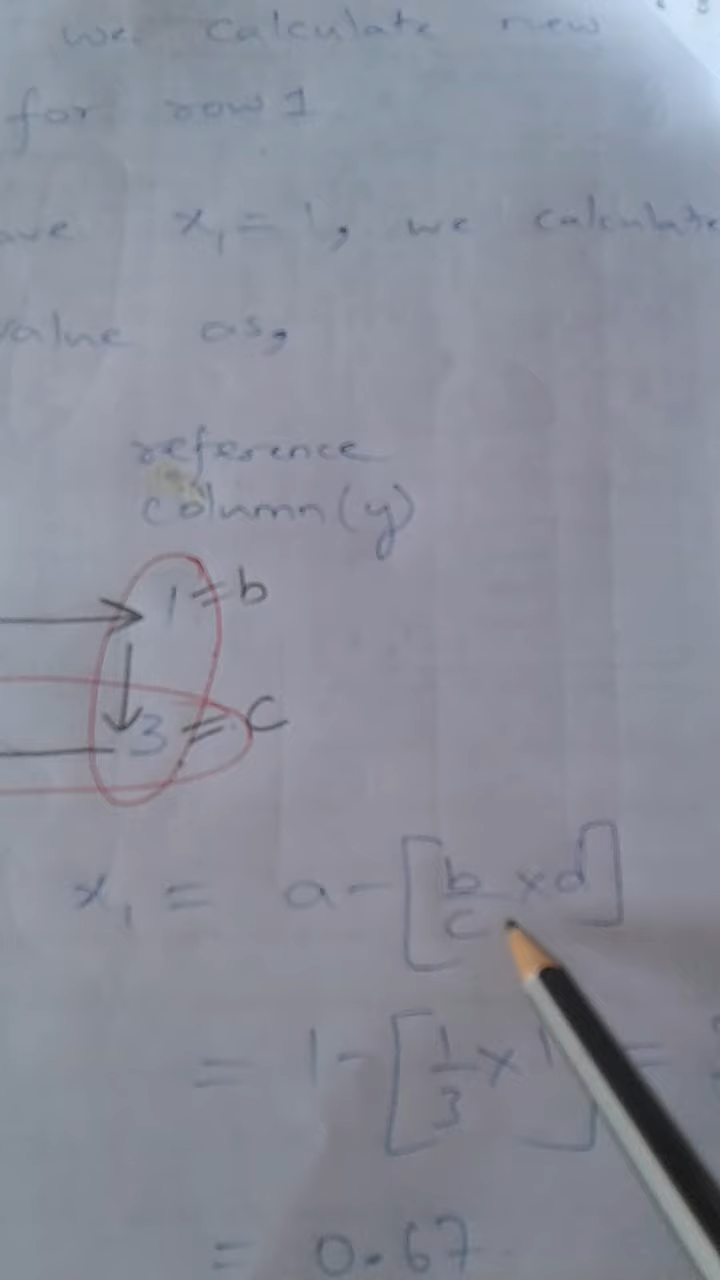 we calculate new
for row 1
x₁ = 1, we calculate
value as,
reference
column (y)
1 = b
3 = c
x₁ = a - [b/c × d]
= 1 - [1/3 × 1] =
= 0.67